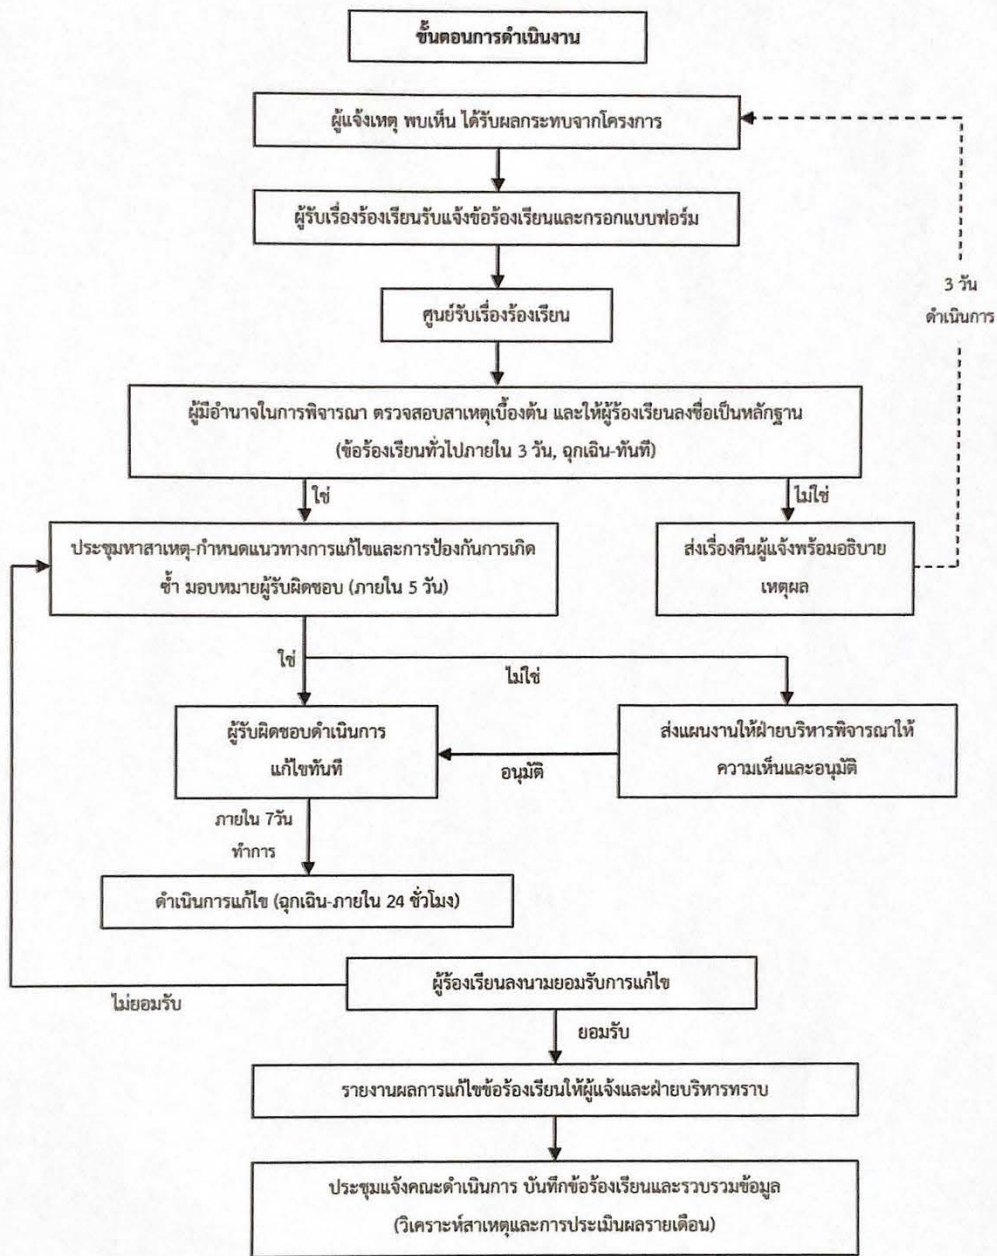 ขั้นตอนการดำเนินงาน
ผู้แจ้งเหตุ พบเห็น ได้รับผลกระทบจากโครงการ
ผู้รับเรื่องร้องเรียนรับแจ้งข้อร้องเรียนและกรอกแบบฟอร์ม
3 วัน
ดำเนินการ
ศูนย์รับเรื่องร้องเรียน
ผู้มีอำนาจในการพิจารณา ตรวจสอบสาเหตุเบื้องต้น และให้ผู้ร้องเรียนลงชื่อเป็นหลักฐาน
(ข้อร้องเรียนทั่วไปภายใน 3 วัน, ฉุกเฉิน-ทันที)
ใช่
ไม่ใช่
ประชุมหาสาเหตุ-กำหนดแนวทางการแก้ไขและการป้องกันการเกิด
ซ้ำ มอบหมายผู้รับผิดชอบ (ภายใน 5 วัน)
ส่งเรื่องคืนผู้แจ้งพร้อมอธิบาย
เหตุผล
ใช่
ไม่ใช่
ผู้รับผิดชอบดำเนินการ
แก้ไขทันที
อนุมัติ
ส่งแผนงานให้ฝ่ายบริหารพิจารณาให้
ความเห็นและอนุมัติ
ภายใน 7วัน
ทำการ
ดำเนินการแก้ไข (ฉุกเฉิน-ภายใน 24 ชั่วโมง)
ผู้ร้องเรียนลงนามยอมรับการแก้ไข
ไม่ยอมรับ
ยอมรับ
รายงานผลการแก้ไขข้อร้องเรียนให้ผู้แจ้งและฝ่ายบริหารทราบ
ประชุมแจ้งคณะดำเนินการ บันทึกข้อร้องเรียนและรวบรวมข้อมูล
(วิเคราะห์สาเหตุและการประเมินผลรายเดือน)